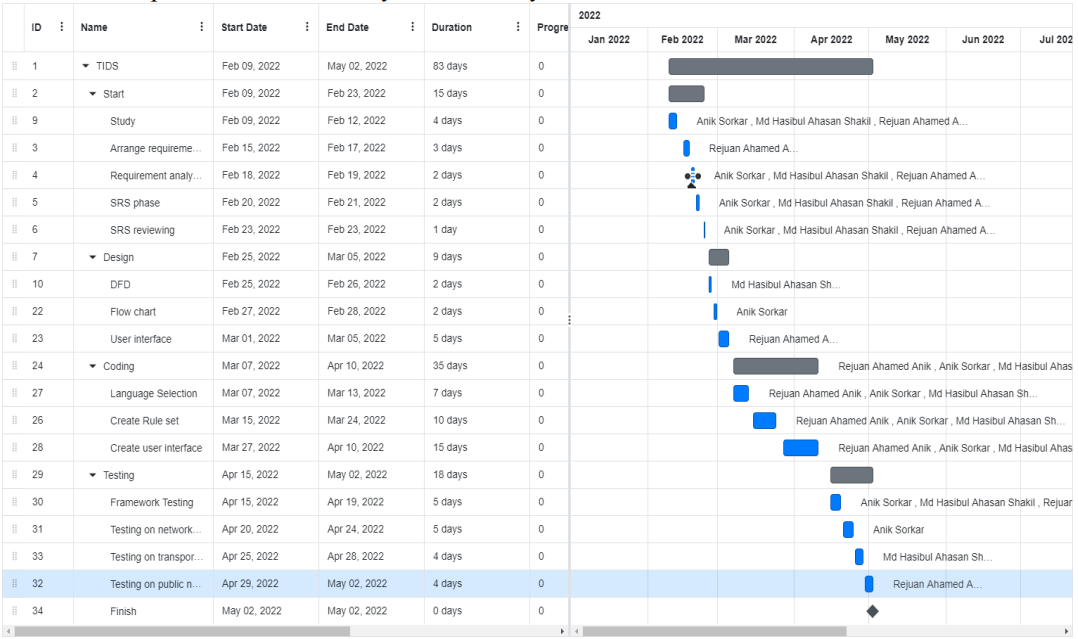 2022
ID Name Start Date End Date Duration Progre
Jan 2022 Feb 2022 Mar 2022 Apr 2022 May 2022 Jun 2022 Jul 202
1 TIDS Feb 09, 2022 May 02, 2022 83 days 0
2 Start Feb 09, 2022 Feb 23, 2022 15 days 0
9 Study Feb 09, 2022 Feb 12, 2022 4 days 0 Anik Sorkar , Md Hasibul Ahasan Shakil , Rejuan Ahamed A...
3 Arrange requireme... Feb 15, 2022 Feb 17, 2022 3 days 0 Rejuan Ahamed A...
4 Requirement analy... Feb 18, 2022 Feb 19, 2022 2 days 0 Anik Sorkar , Md Hasibul Ahasan Shakil , Rejuan Ahamed A...
5 SRS phase Feb 20, 2022 Feb 21, 2022 2 days 0 Anik Sorkar , Md Hasibul Ahasan Shakil , Rejuan Ahamed A...
6 SRS reviewing Feb 23, 2022 Feb 23, 2022 1 day 0 Anik Sorkar , Md Hasibul Ahasan Shakil , Rejuan Ahamed A...
7 Design Feb 25, 2022 Mar 05, 2022 9 days 0
10 DFD Feb 25, 2022 Feb 26, 2022 2 days 0 Md Hasibul Ahasan Sh...
22 Flow chart Feb 27, 2022 Feb 28, 2022 2 days 0 Anik Sorkar
23 User interface Mar 01, 2022 Mar 05, 2022 5 days 0 Rejuan Ahamed A...
24 Coding Mar 07, 2022 Apr 10, 2022 35 days 0 Rejuan Ahamed Anik , Anik Sorkar , Md Hasibul Ahas
27 Language Selection Mar 07, 2022 Mar 13, 2022 7 days 0 Rejuan Ahamed Anik , Anik Sorkar , Md Hasibul Ahasan Sh...
26 Create Rule set Mar 15, 2022 Mar 24, 2022 10 days 0 Rejuan Ahamed Anik , Anik Sorkar , Md Hasibul Ahasan Sh...
28 Create user interface Mar 27, 2022 Apr 10, 2022 15 days 0 Rejuan Ahamed Anik , Anik Sorkar , Md Hasibul Ahas
29 Testing Apr 15, 2022 May 02, 2022 18 days 0
30 Framework Testing Apr 15, 2022 Apr 19, 2022 5 days 0 Anik Sorkar , Md Hasibul Ahasan Shakil , Rejuar
31 Testing on network... Apr 20, 2022 Apr 24, 2022 5 days 0 Anik Sorkar
33 Testing on transpor... Apr 25, 2022 Apr 28, 2022 4 days 0 Md Hasibul Ahasan Sh...
32 Testing on public n... Apr 29, 2022 May 02, 2022 4 days 0 Rejuan Ahamed A...
34 Finish May 02, 2022 May 02, 2022 0 days 0